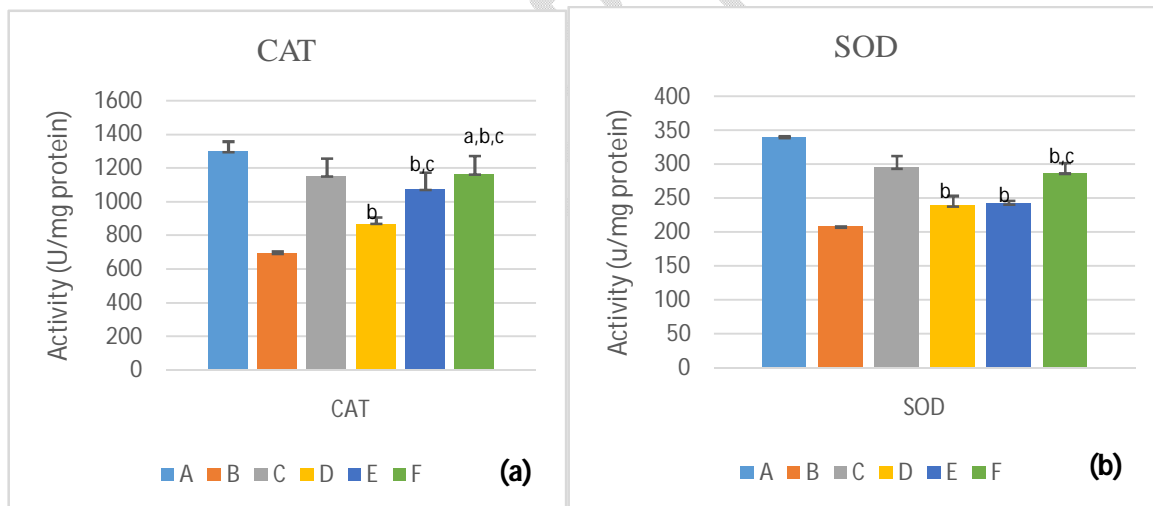 CAT
Activity (U/mg protein)
1600
1400
1200
1000
800
600
400
200
0
b
b,c
a,b,c
CAT
A B C D E F
(a)
SOD
Activity (u/mg protein)
400
350
300
250
200
150
100
50
0
b
b
b,c
SOD
A B C D E F
(b)